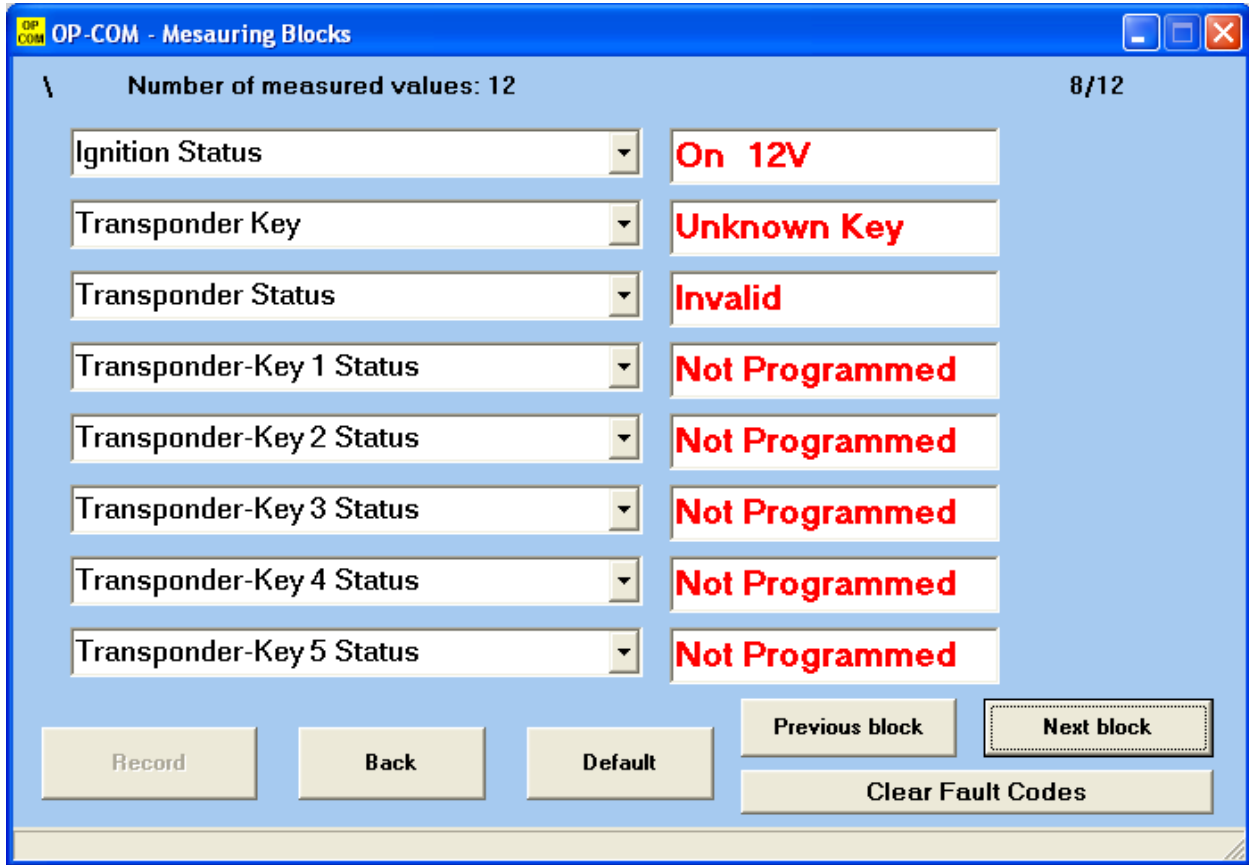 OP COM OP-COM - Mesauring Blocks
\ Number of measured values: 12 8/12
Ignition Status On 12V
Transponder Key Unknown Key
Transponder Status Invalid
Transponder-Key 1 Status Not Programmed
Transponder-Key 2 Status Not Programmed
Transponder-Key 3 Status Not Programmed
Transponder-Key 4 Status Not Programmed
Transponder-Key 5 Status Not Programmed
Previous block Next block
Record Back Default
Clear Fault Codes